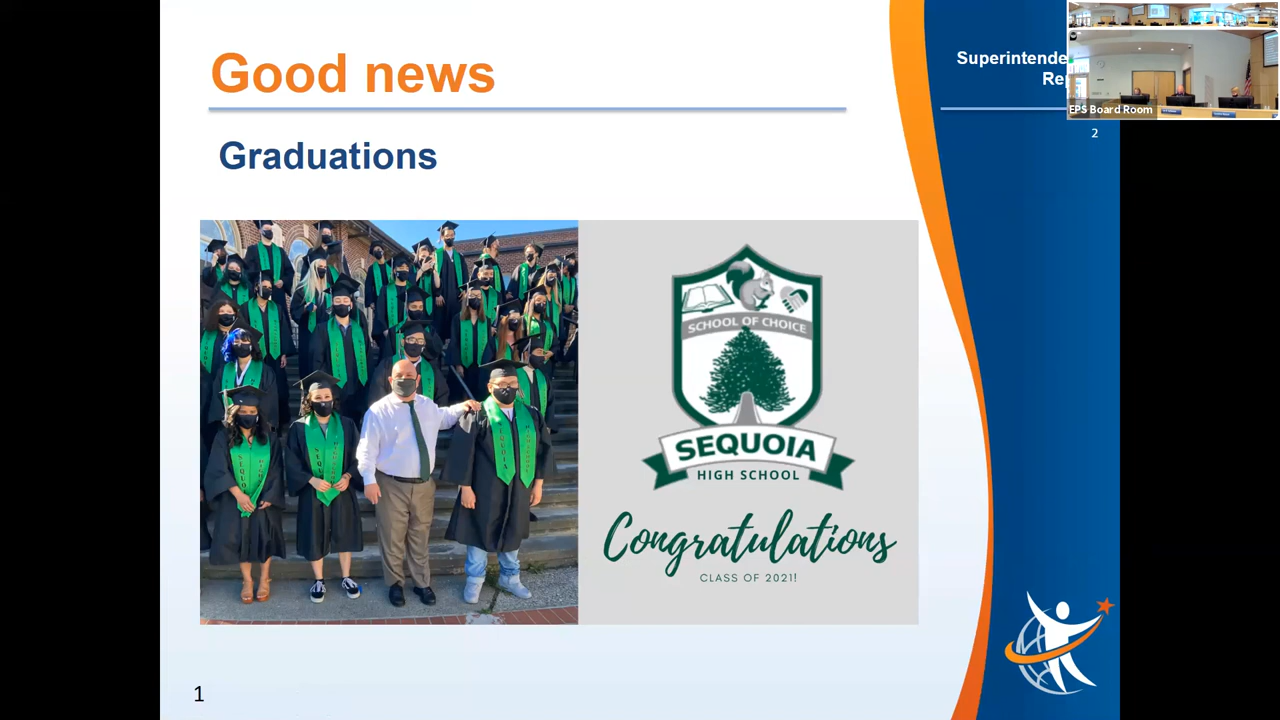 Good news
Superintende
Rep
EPS Board Room
2
Graduations
SCHOOL OF CHOICE
SEQUOIA
HIGH SCHOOL
Congratulations
CLASS OF 2021!
1